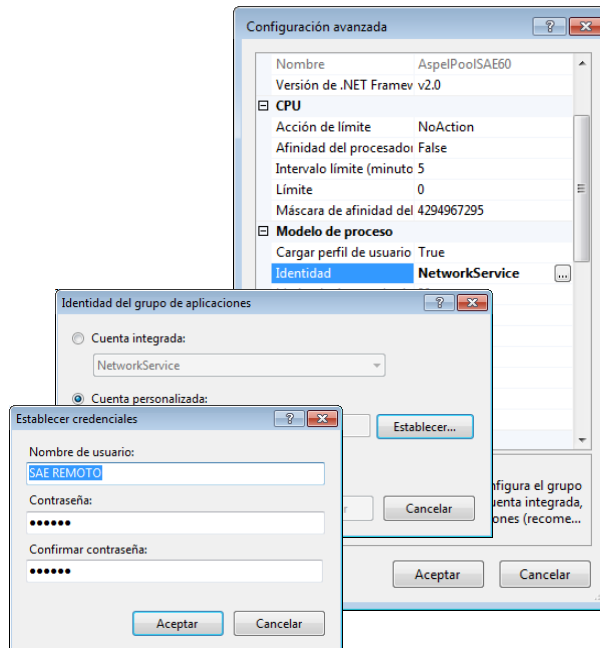 Configuración avanzada
Nombre AspelPoolSAE60
Versión de .NET Framev v2.0
CPU
Acción de límite NoAction
Afinidad del procesador False
Intervalo límite (minuto 5
Límite 0
Máscara de afinidad del 4294967295
Modelo de proceso
Cargar perfil de usuario True
Identidad NetworkService ...
Identidad del grupo de aplicaciones
Cuenta integrada:
NetworkService
Cuenta personalizada:
Establecer...
Cancelar
Establecer credenciales
Nombre de usuario:
SAE REMOTO
Contraseña:
••••••
Confirmar contraseña:
••••••
Aceptar Cancelar
nfigura el grupo
uenta integrada,
ones (recome...
Aceptar Cancelar